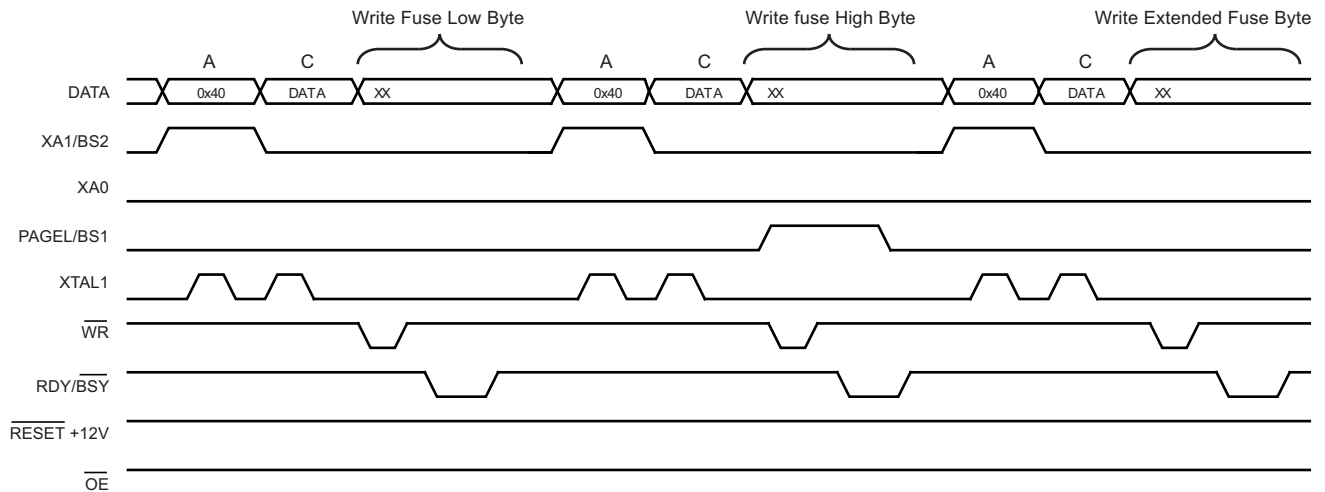 Write Fuse Low Byte Write fuse High Byte Write Extended Fuse Byte
A C A C A C
DATA 0x40 DATA XX 0x40 DATA XX 0x40 DATA XX
XA1/BS2
XA0
PAGEL/BS1
XTAL1
WR
RDY/BSY
RESET +12V
OE